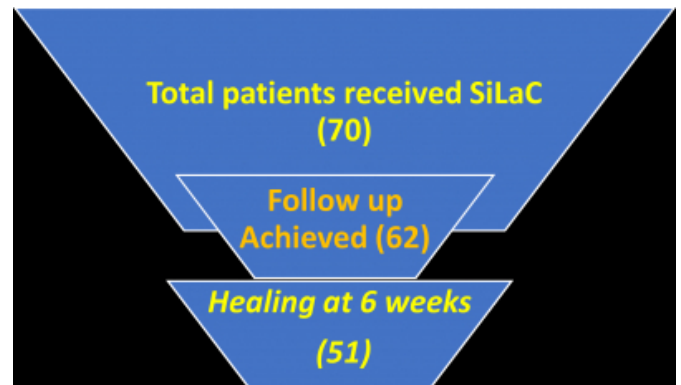 Total patients received SiLaC
(70)
Follow up
Achieved (62)
Healing at 6 weeks
(51)